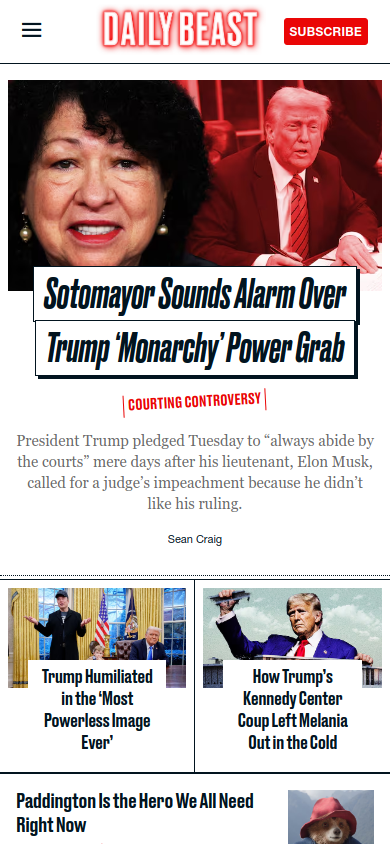 DAILY BEAST
SUBSCRIBE
Sotomayor Sounds Alarm Over
Trump ‘Monarchy’ Power Grab
COURTING CONTROVERSY
President Trump pledged Tuesday to “always abide by
the courts” mere days after his lieutenant, Elon Musk,
called for a judge’s impeachment because he didn’t
like his ruling.
Sean Craig
Trump Humiliated
in the ‘Most
Powerless Image
Ever’
How Trump’s
Kennedy Center
Coup Left Melania
Out in the Cold
Paddington Is the Hero We All Need
Right Now